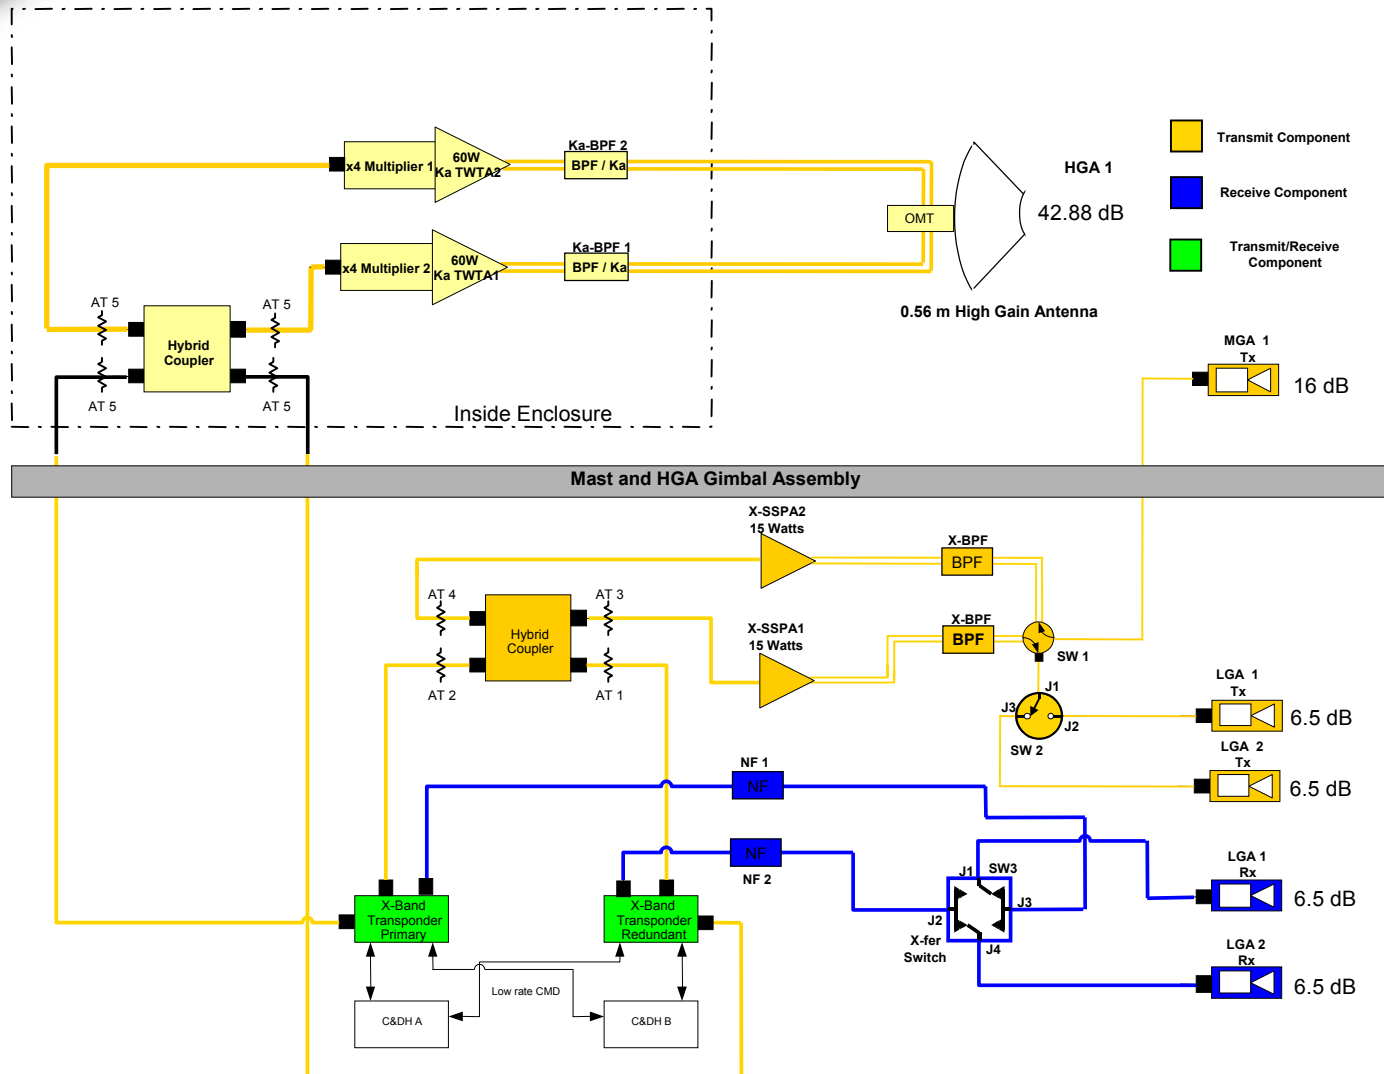 Ka-BPF 2
60W
x4 Multiplier 1
Ka TWTA2
BPF / Ka
HGA 1
42.88 dB
OMT
Transmit Component
Receive Component
Transmit/Receive
Component
Ka-BPF 1
60W
x4 Multiplier 2
Ka TWTA1
BPF / Ka
0.56 m High Gain Antenna
AT 5
AT 5
Hybrid
Coupler
AT 5
AT 5
Inside Enclosure
MGA 1
Tx
16 dB
Mast and HGA Gimbal Assembly
X-SSPA2
15 Watts
X-BPF
BPF
AT 4
AT 3
Hybrid
Coupler
AT 2
AT 1
X-SSPA1
15 Watts
X-BPF
BPF
SW 1
J1
J3
J2
SW 2
LGA 1
Tx
6.5 dB
LGA 2
Tx
6.5 dB
NF 1
NF
NF
NF 2
J1
SW3
J2
J3
J4
X-fer
Switch
LGA 1
Rx
6.5 dB
LGA 2
Rx
6.5 dB
X-Band
Transponder
Primary
X-Band
Transponder
Redundant
Low rate CMD
C&DH A
C&DH B